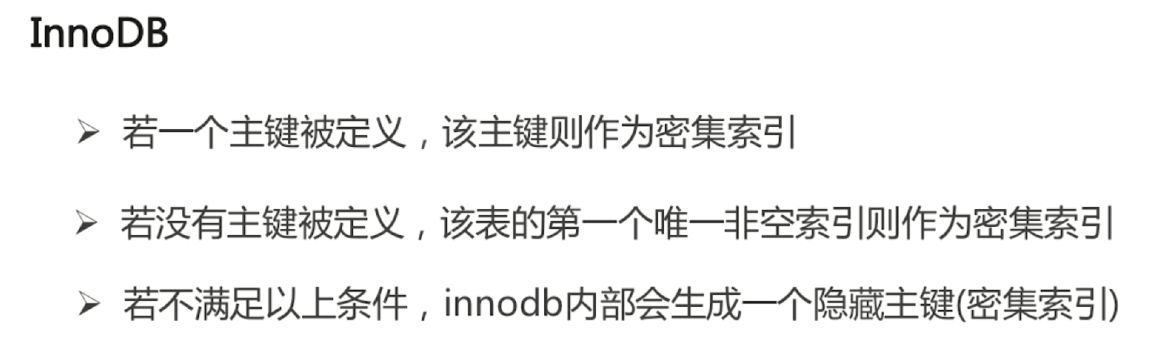 InnoDB
➢ 若一个主键被定义，该主键则作为密集索引
➢ 若没有主键被定义，该表的第一个唯一非空索引则作为密集索引
➢ 若不满足以上条件，innodb内部会生成一个隐藏主键(密集索引)